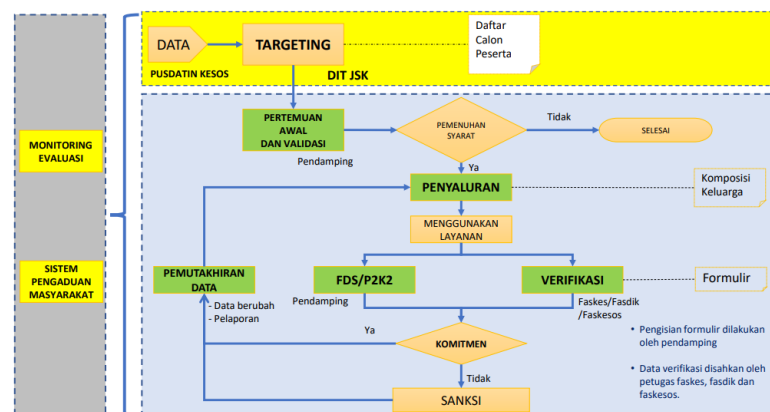 DATA
TARGETING
Daftar
Calon
Peserta
PUSDATIN KESOS
DIT JSK
MONITORING
EVALUASI
SISTEM
PENGADUAN
MASYARAKAT
PERTEMUAN
AWAL
DAN VALIDASI
Pendamping
PEMENUHAN
SYARAT
Tidak
SELESAI
Ya
PENYALURAN
Komposisi
Keluarga
MENGGUNAKAN
LAYANAN
PEMUTAKHIRAN
DATA
- Data berubah
- Pelaporan
FDS/P2K2
Pendamping
VERIFIKASI
Faskes/Fasdik
/Faskesos
Formulir
Ya
KOMITMEN
Tidak
SANKSI
• Pengisian formulir dilakukan
oleh pendamping
• Data verifikasi disahkan oleh
petugas faskes, fasdik dan
faskesos.